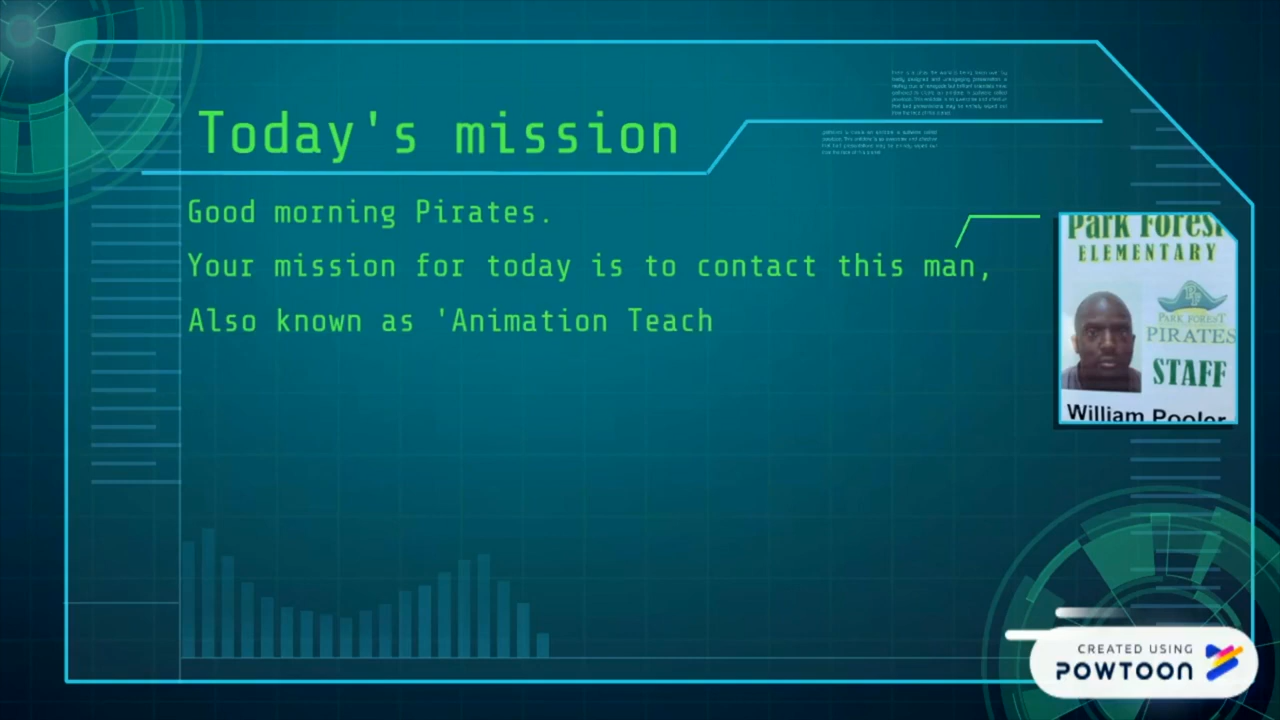 Today's mission
Good morning Pirates.
Your mission for today is to contact this man,
Also known as 'Animation Teach
Park Forest
ELEMENTARY
PF
PARK FOREST
PIRATES
STAFF
William Pooler
CREATED USING
POWTOON